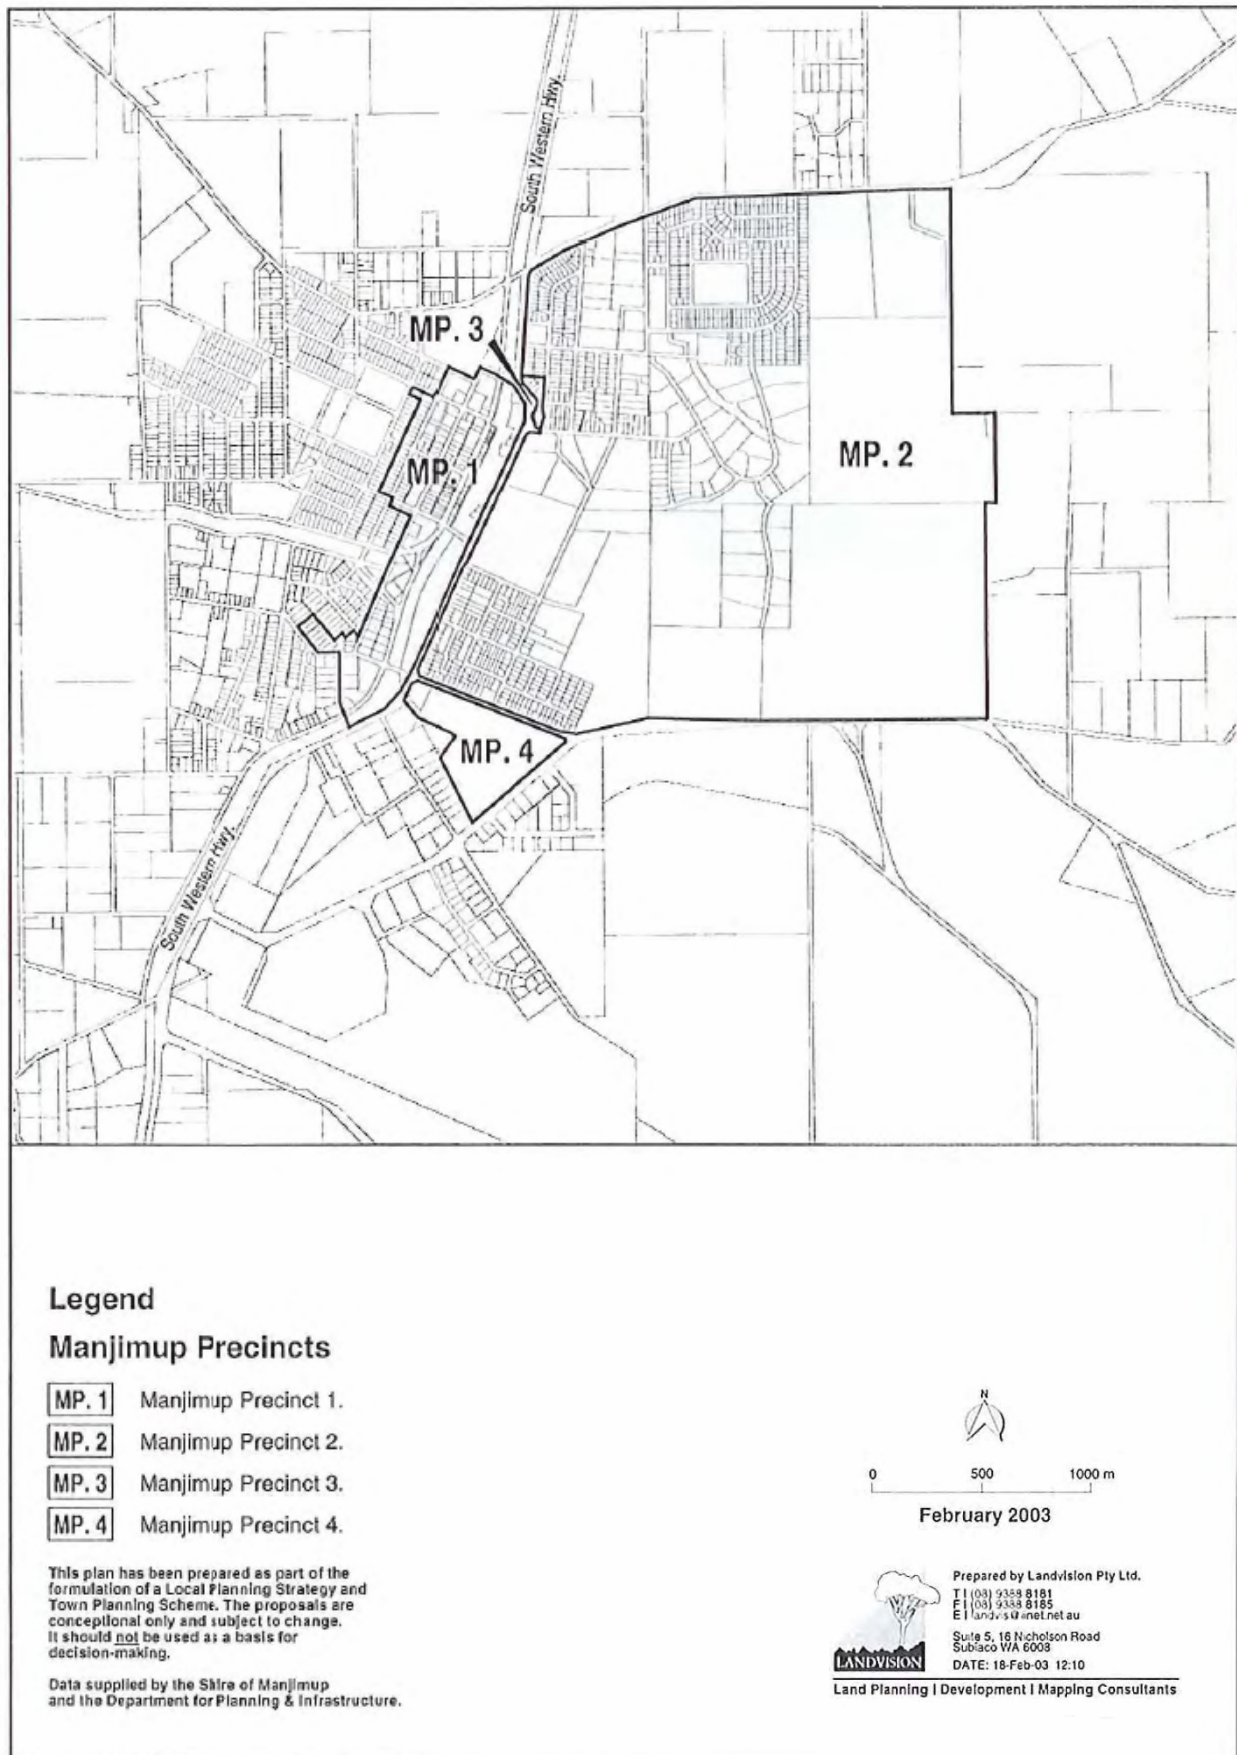 South Western Hwy.
MP. 3
MP. 1
MP. 2
MP. 4
South Western Hwy.
Legend
Manjimup Precincts
MP. 1 Manjimup Precinct 1.
MP. 2 Manjimup Precinct 2.
MP. 3 Manjimup Precinct 3.
MP. 4 Manjimup Precinct 4.
This plan has been prepared as part of the
formulation of a Local Planning Strategy and
Town Planning Scheme. The proposals are
conceptional only and subject to change.
It should not be used as a basis for
decision-making.
Data supplied by the Shire of Manjimup
and the Department for Planning & Infrastructure.
N
0 500 1000 m
February 2003
Prepared by Landvision Pty Ltd.
T | (08) 9388 8181
F | (08) 9388 8185
E |
Suite 5, 16 Nicholson Road
Subiaco WA 6008
DATE: 18-Feb-03 12:10
LANDVISION
Land Planning | Development | Mapping Consultants